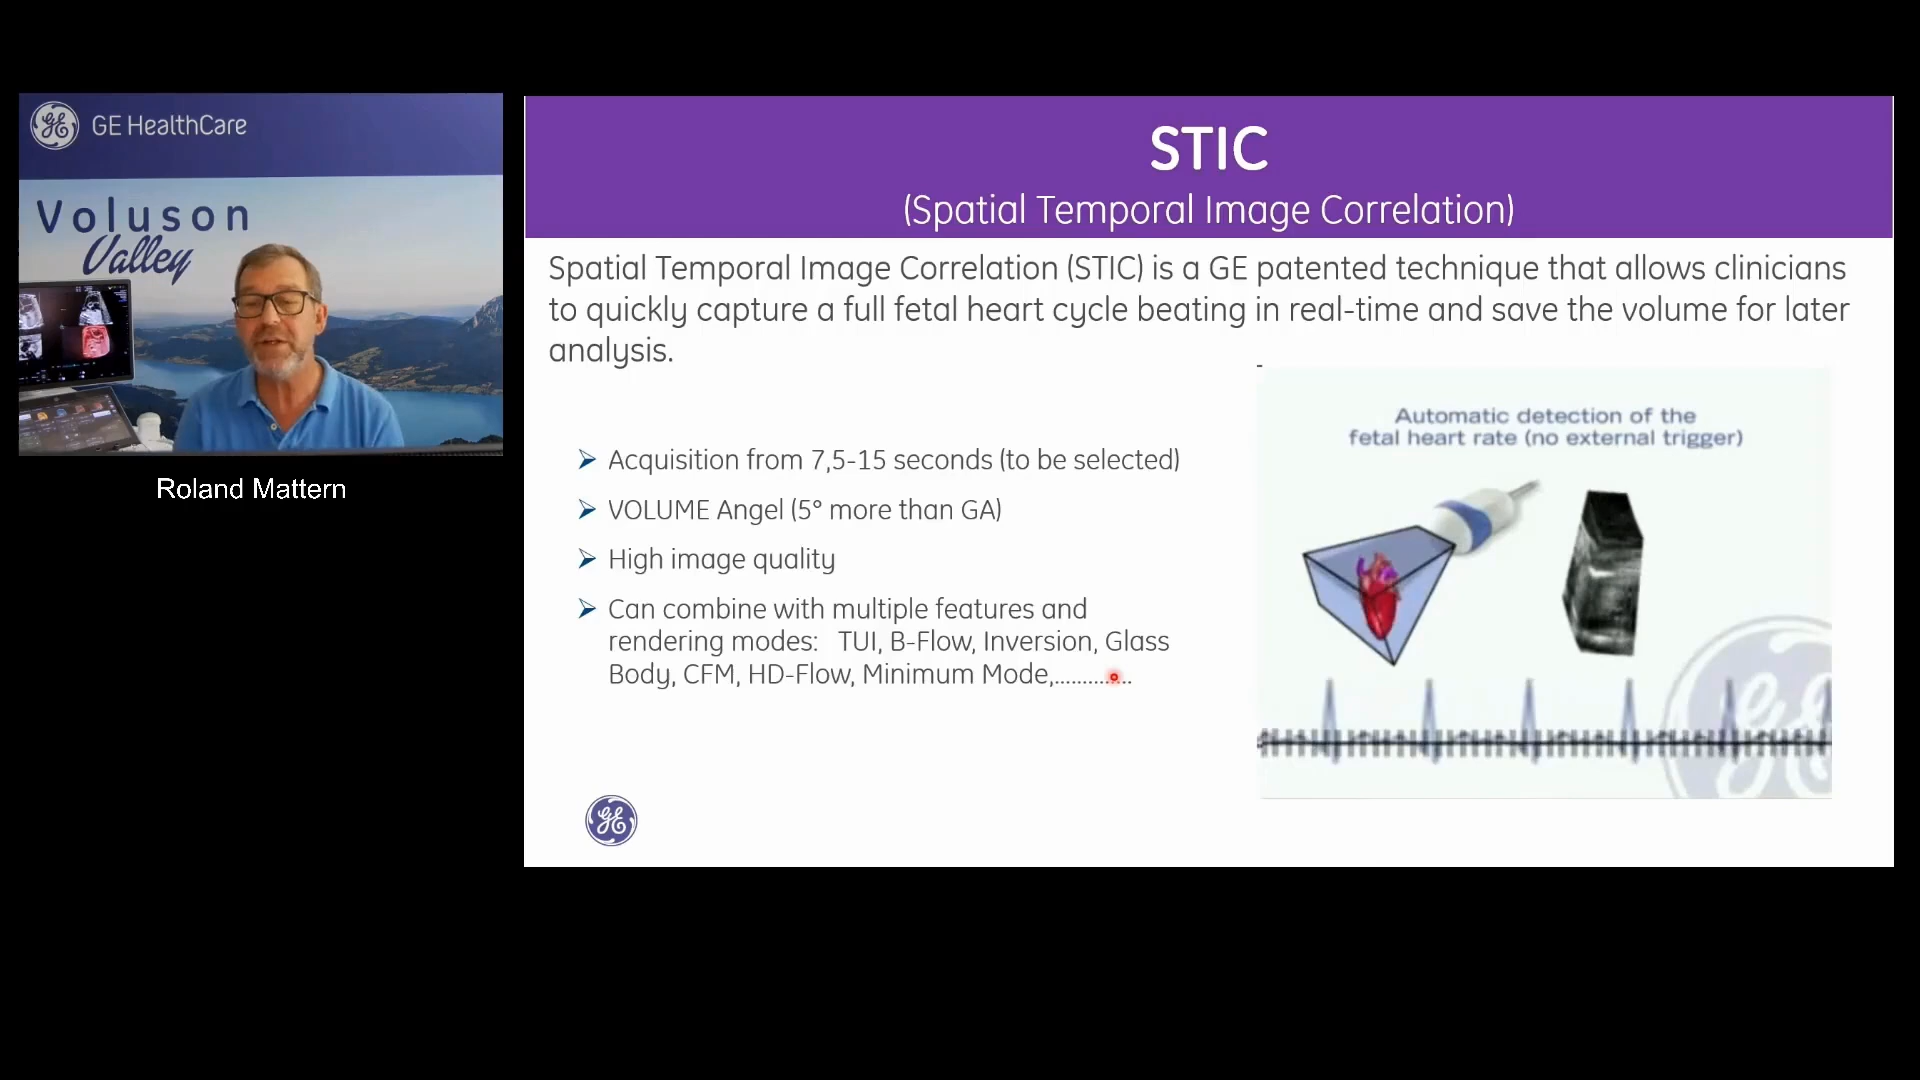 GE HealthCare
Voluson
Valley
Roland Mattern
STIC
(Spatial Temporal Image Correlation)
Spatial Temporal Image Correlation (STIC) is a GE patented technique that allows clinicians
to quickly capture a full fetal heart cycle beating in real-time and save the volume for later
analysis.
Acquisition from 7,5-15 seconds (to be selected)
VOLUME Angel (5° more than GA)
High image quality
Can combine with multiple features and
rendering modes: TUI, B-Flow, Inversion, Glass
Body, CFM, HD-Flow, Minimum Mode,..............
Automatic detection of the
fetal heart rate (no external trigger)
GE